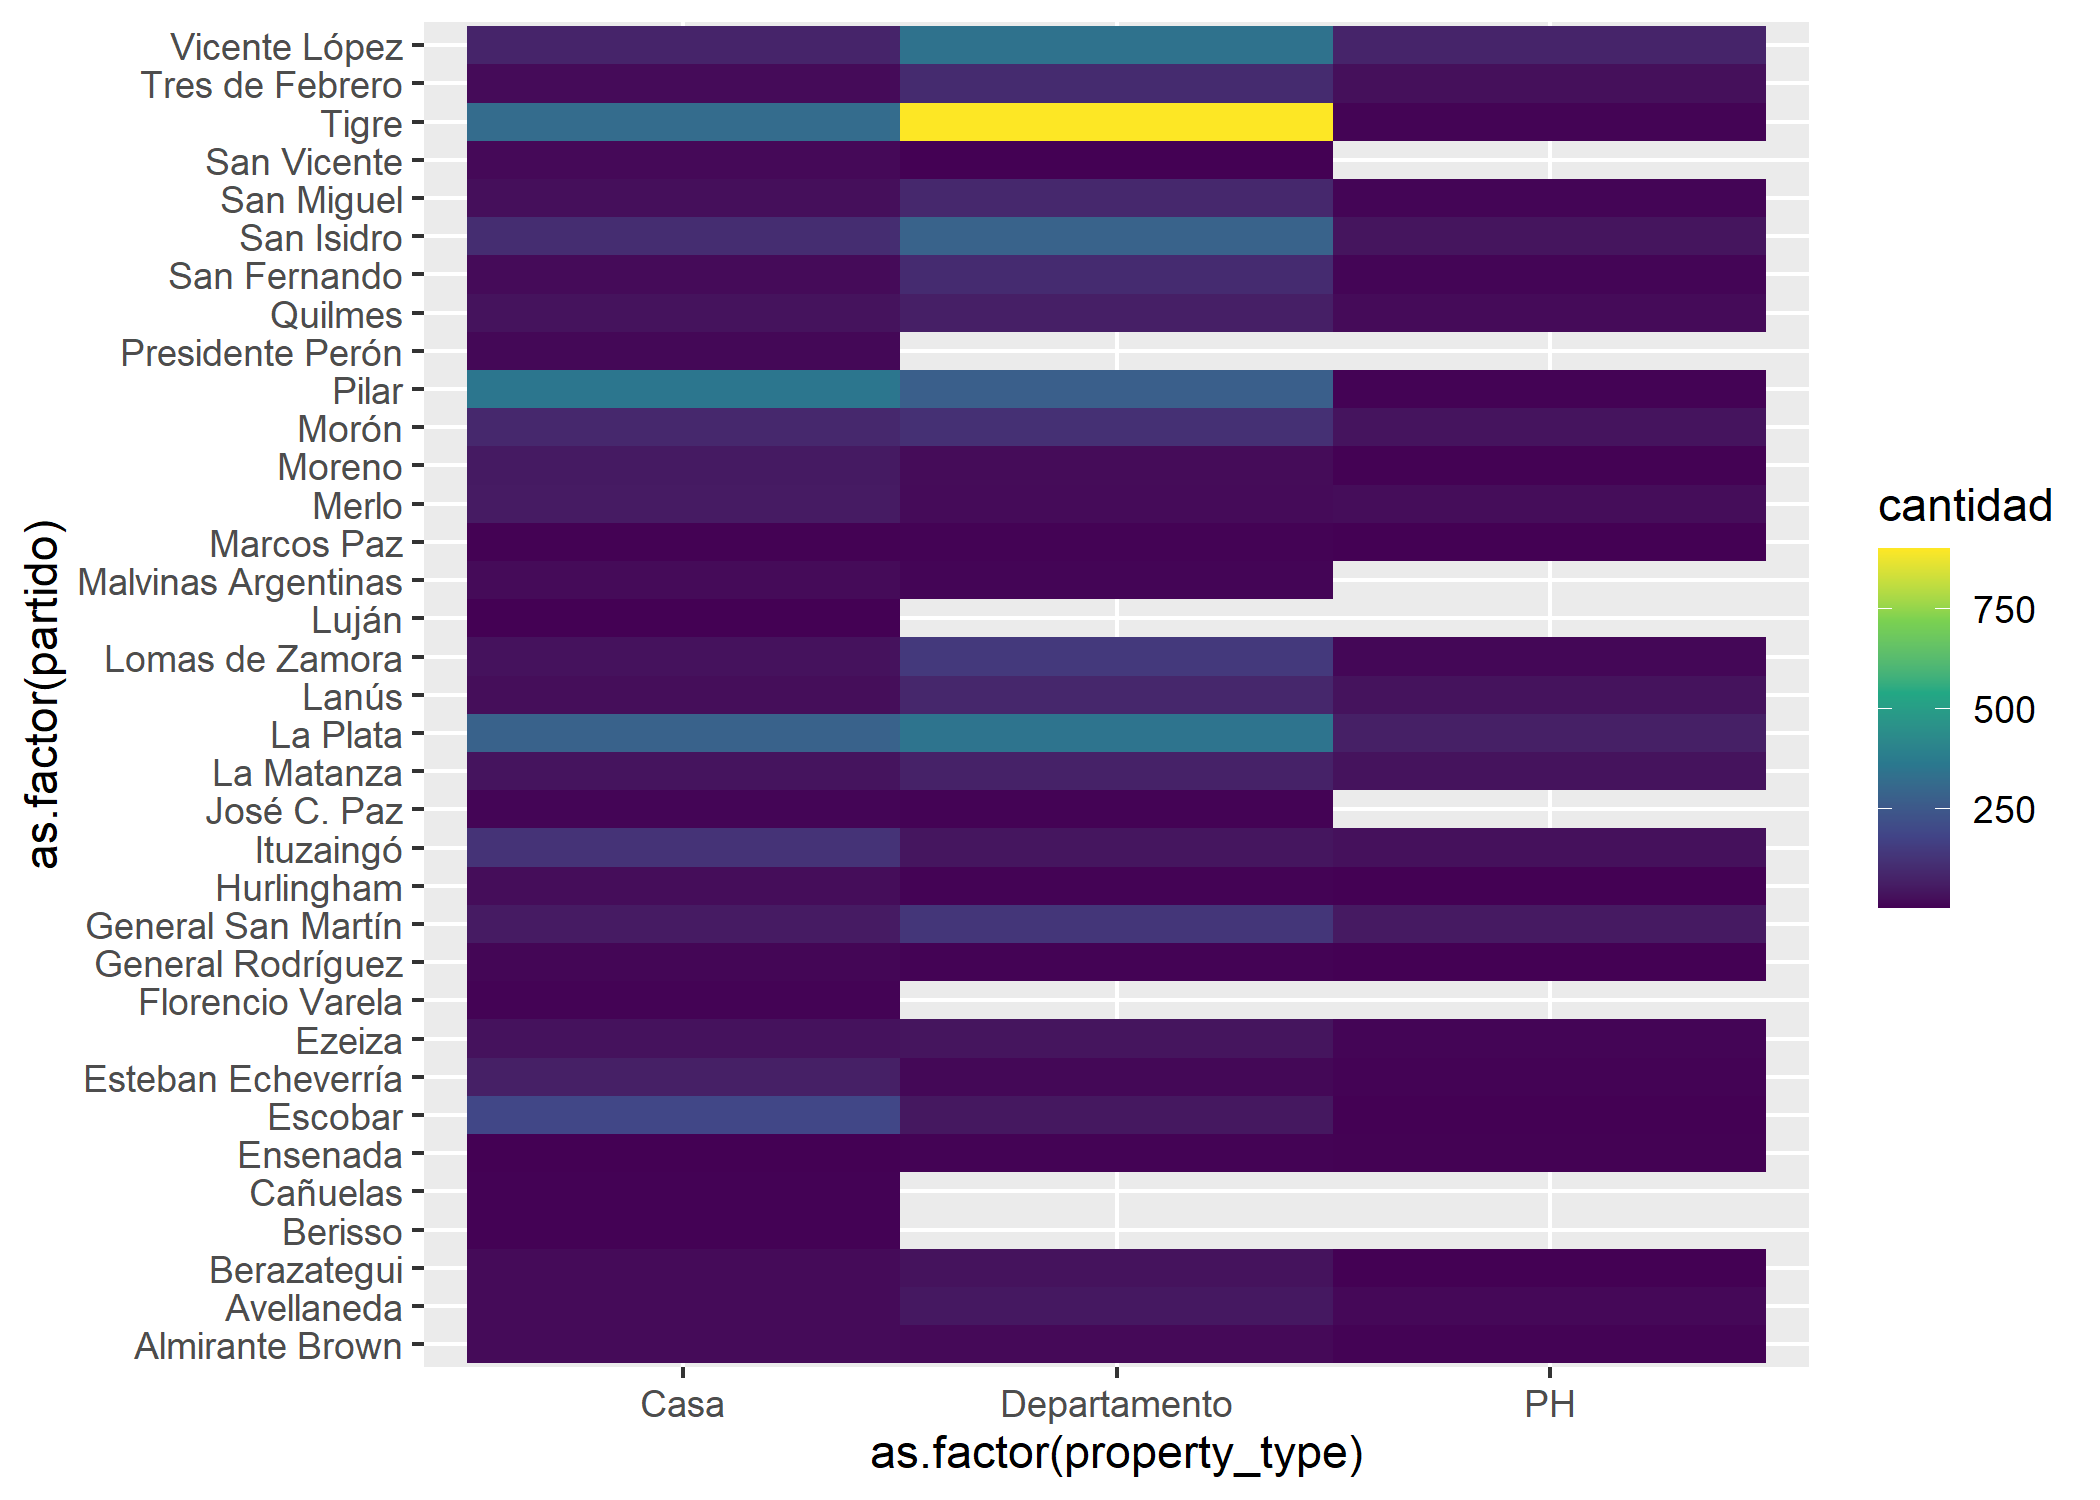 as.factor(partido)
Vicente López
Tres de Febrero
Tigre
San Vicente
San Miguel
San Isidro
San Fernando
Quilmes
Presidente Perón
Pilar
Morón
Moreno
Merlo
Marcos Paz
Malvinas Argentinas
Luján
Lomas de Zamora
Lanús
La Plata
La Matanza
José C. Paz
Ituzaingó
Hurlingham
General San Martín
General Rodríguez
Florencio Varela
Ezeiza
Esteban Echeverría
Escobar
Ensenada
Cañuelas
Berisso
Berazategui
Avellaneda
Almirante Brown
Casa Departamento PH
as.factor(property_type)
cantidad
750
500
250